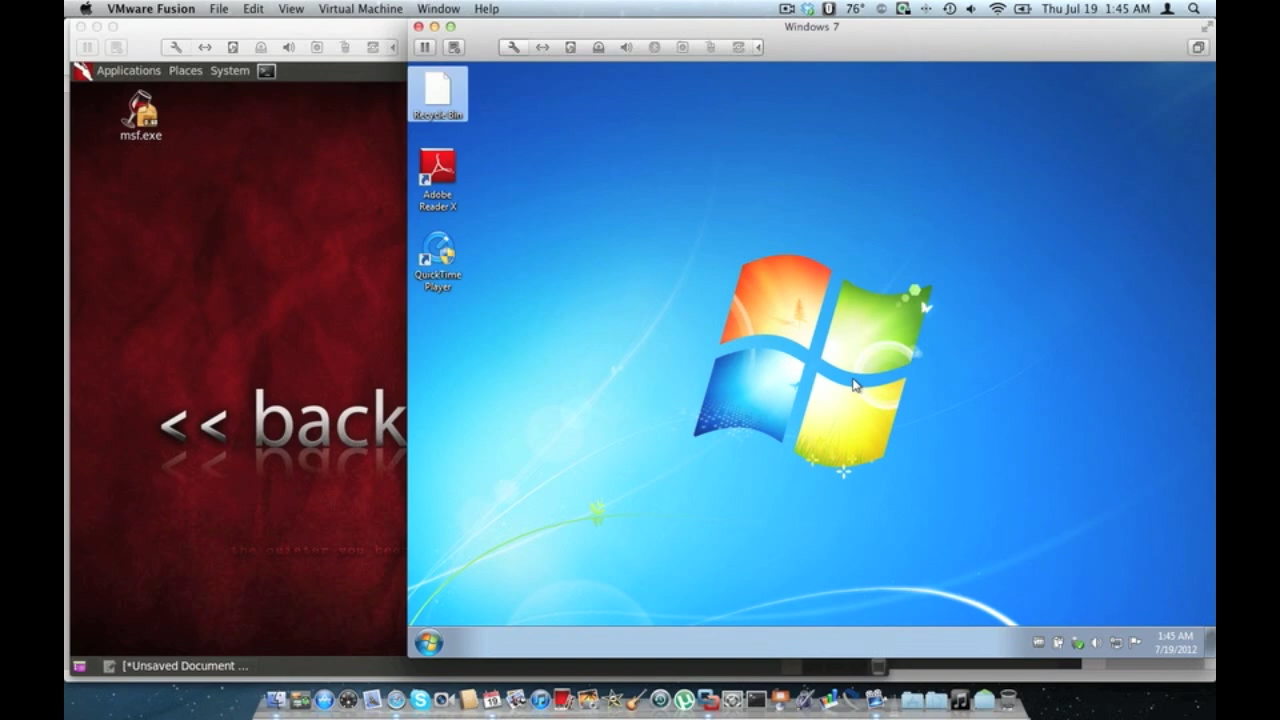 VMware Fusion File Edit View Virtual Machine Window Help 76° Thu Jul 19 1:45 AM
Windows 7
Applications Places System
msf.exe
<< back
Recycle Bin
Adobe
Reader X
QuickTime
Player
[*Unsaved Document ...
1:45 AM
7/19/2012